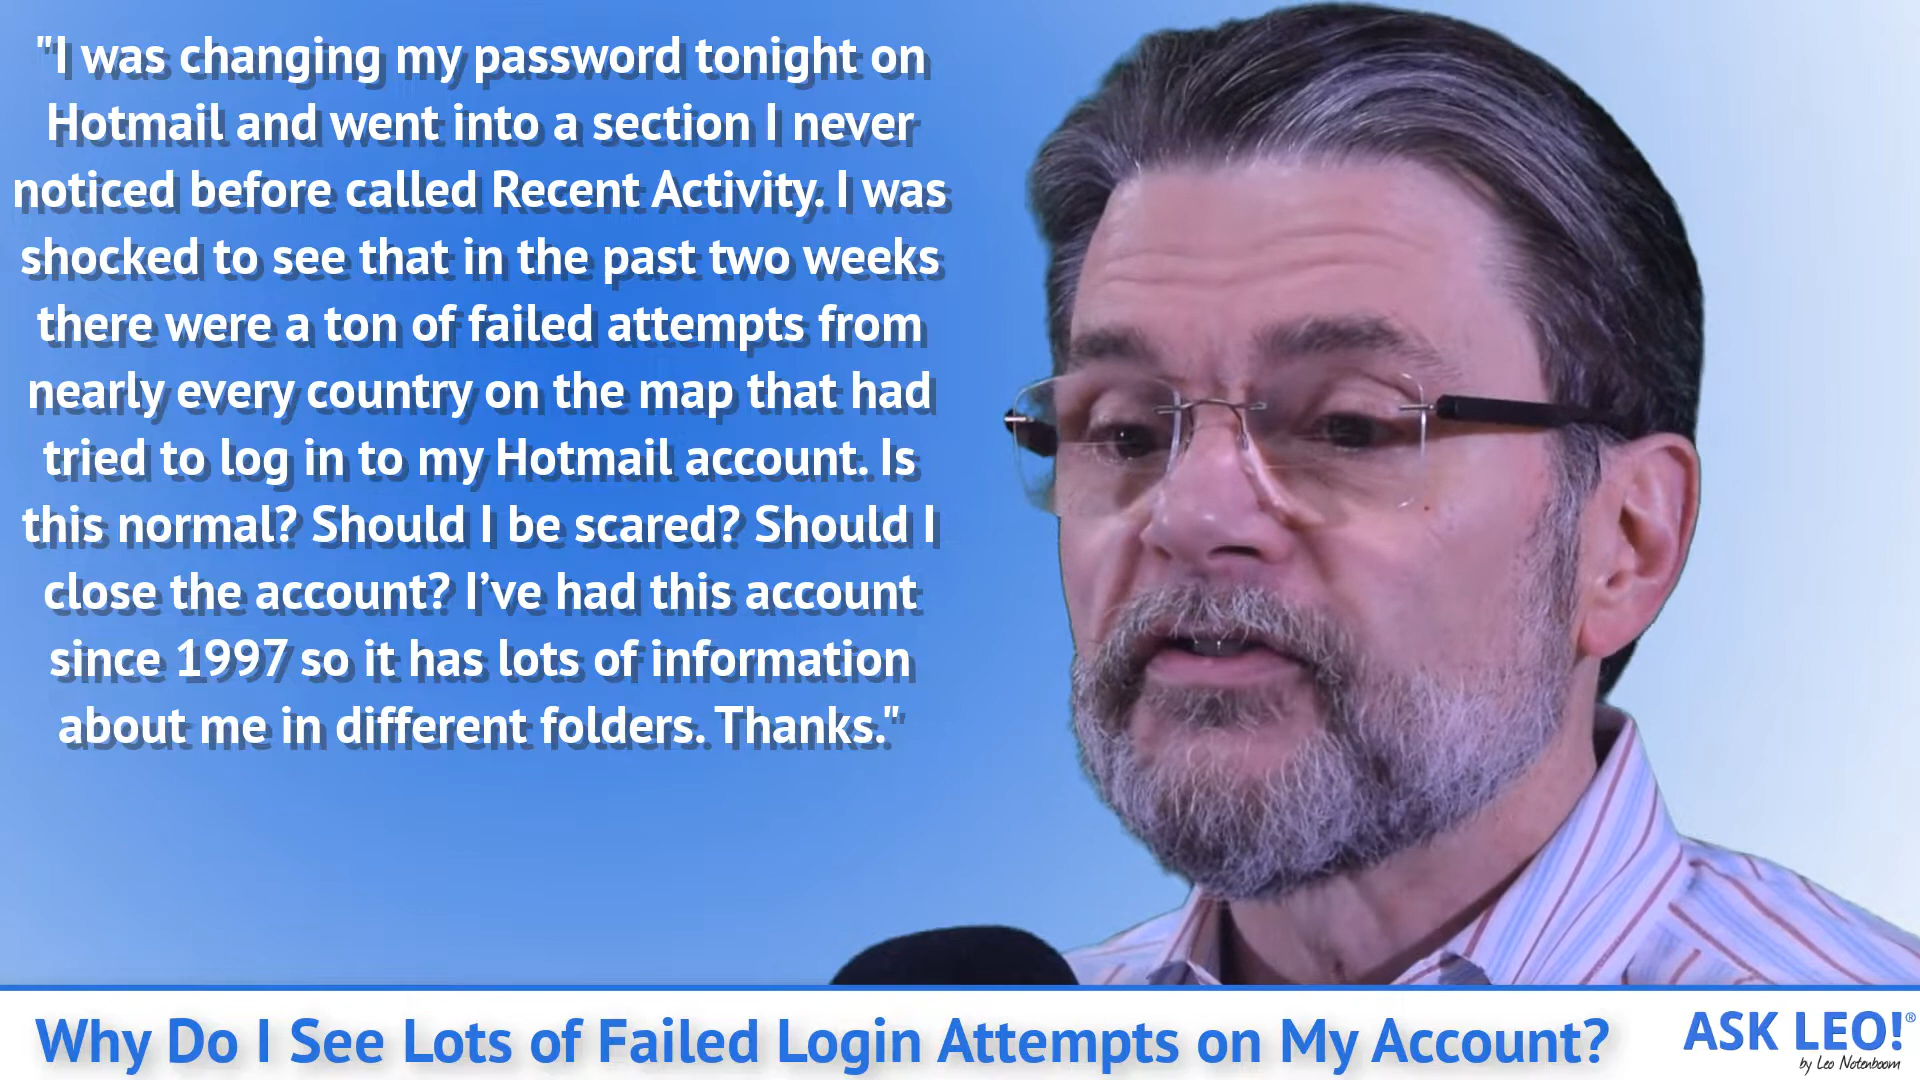 "I was changing my password tonight on
Hotmail and went into a section I never
noticed before called Recent Activity. I was
shocked to see that in the past two weeks
there were a ton of failed attempts from
nearly every country on the map that had
tried to log in to my Hotmail account. Is
this normal? Should I be scared? Should I
close the account? I’ve had this account
since 1997 so it has lots of information
about me in different folders. Thanks."
Why Do I See Lots of Failed Login Attempts on My Account?
ASK LEO!®
by Leo Notenboom